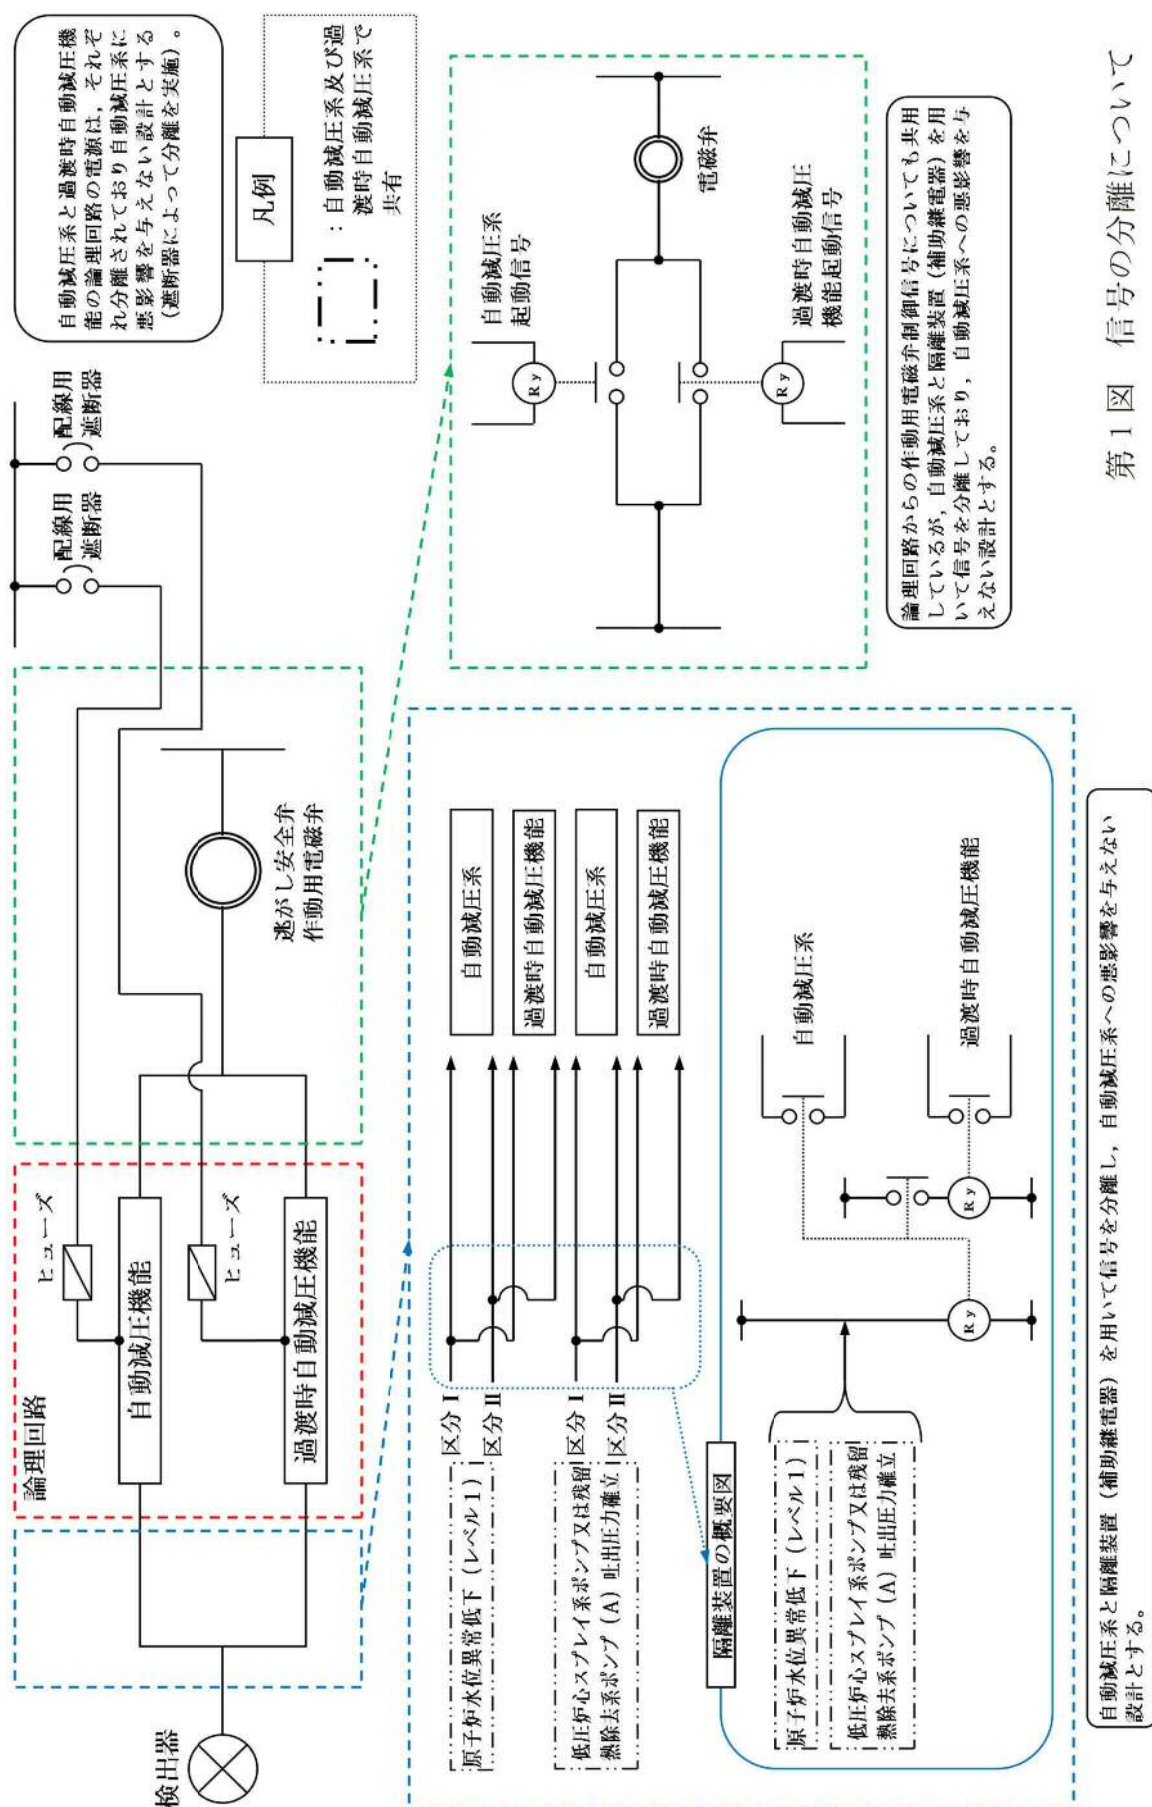 検出器
論理回路
自動減圧機能
過渡時自動減圧機能
ヒューズ
ヒューズ
逃がし安全弁
作動用電磁弁
配線用
遮断器
配線用
遮断器
自動減圧系と過渡時自動減圧機
能の論理回路の電源は，それぞ
れ分離されており自動減圧系に
悪影響を与えない設計とする
（遮断器によって分離を実施）。
凡例
：自動減圧系及び過
渡時自動減圧系で
共有
原子炉水位異常低下（レベル1）
区分Ⅰ
区分Ⅱ
低圧炉心スプレイ系ポンプ又は残留
熱除去系ポンプ（A）吐出圧力確立
区分Ⅰ
区分Ⅱ
自動減圧系
過渡時自動減圧機能
自動減圧系
過渡時自動減圧機能
隔離装置の概要図
原子炉水位異常低下（レベル1）
低圧炉心スプレイ系ポンプ又は残留
熱除去系ポンプ（A）吐出圧力確立
Ry
Ry
自動減圧系
過渡時自動減圧機能
自動減圧系と隔離装置（補助継電器）を用いて信号を分離し，自動減圧系への悪影響を与えない
設計とする。
自動減圧系
起動信号
Ry
Ry
過渡時自動減圧
機能起動信号
電磁弁
論理回路からの作動用電磁弁制御信号についても共用
しているが，自動減圧系と隔離装置（補助継電器）を用
いて信号を分離しており，自動減圧系への悪影響を与
えない設計とする。
第1図　信号の分離について